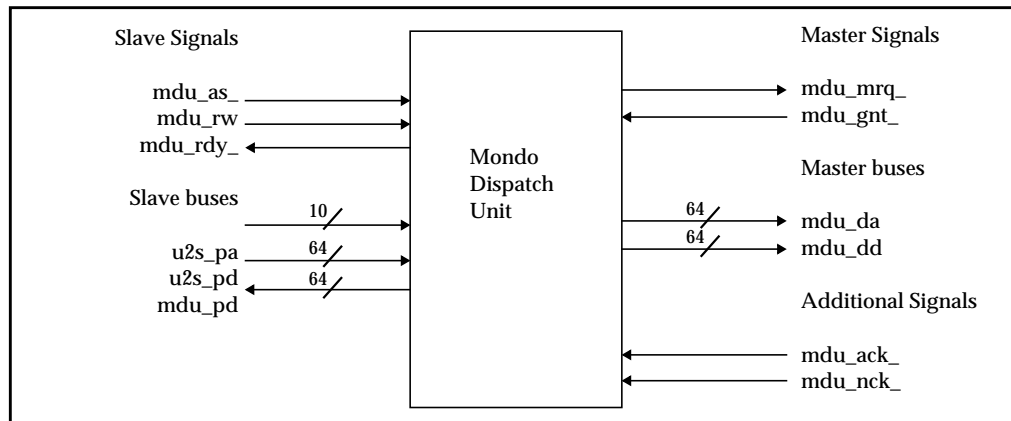 Slave Signals
mdu_as_
mdu_rw
mdu_rdy_
Slave buses
10
u2s_pa
64
u2s_pd
64
mdu_pd
Mondo
Dispatch
Unit
Master Signals
mdu_mrq_
mdu_gnt_
Master buses
64
mdu_da
64
mdu_dd
Additional Signals
mdu_ack_
mdu_nck_